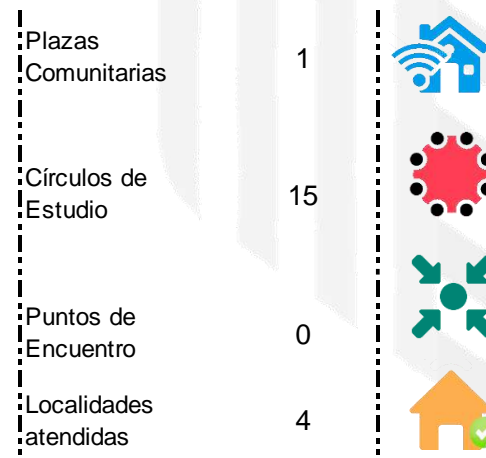 Plazas
Comunitarias
1
Círculos de
Estudio
15
Puntos de
Encuentro
0
Localidades
atendidas
4